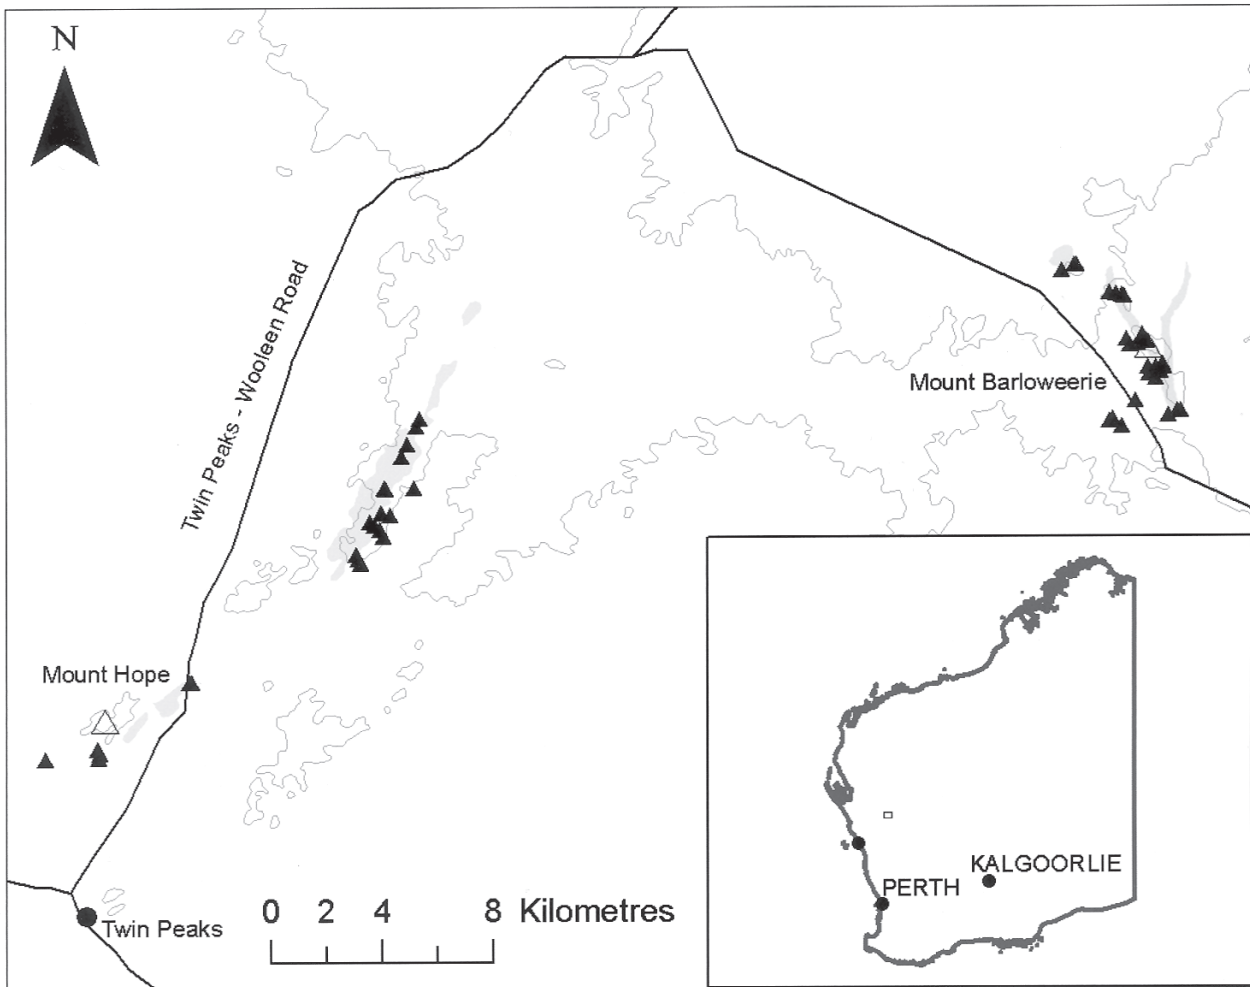 N
Twin Peaks - Wooleen Road
Mount Barloweerie
Mount Hope
KALGOORLIE
PERTH
0 2 4 8 Kilometres
Twin Peaks